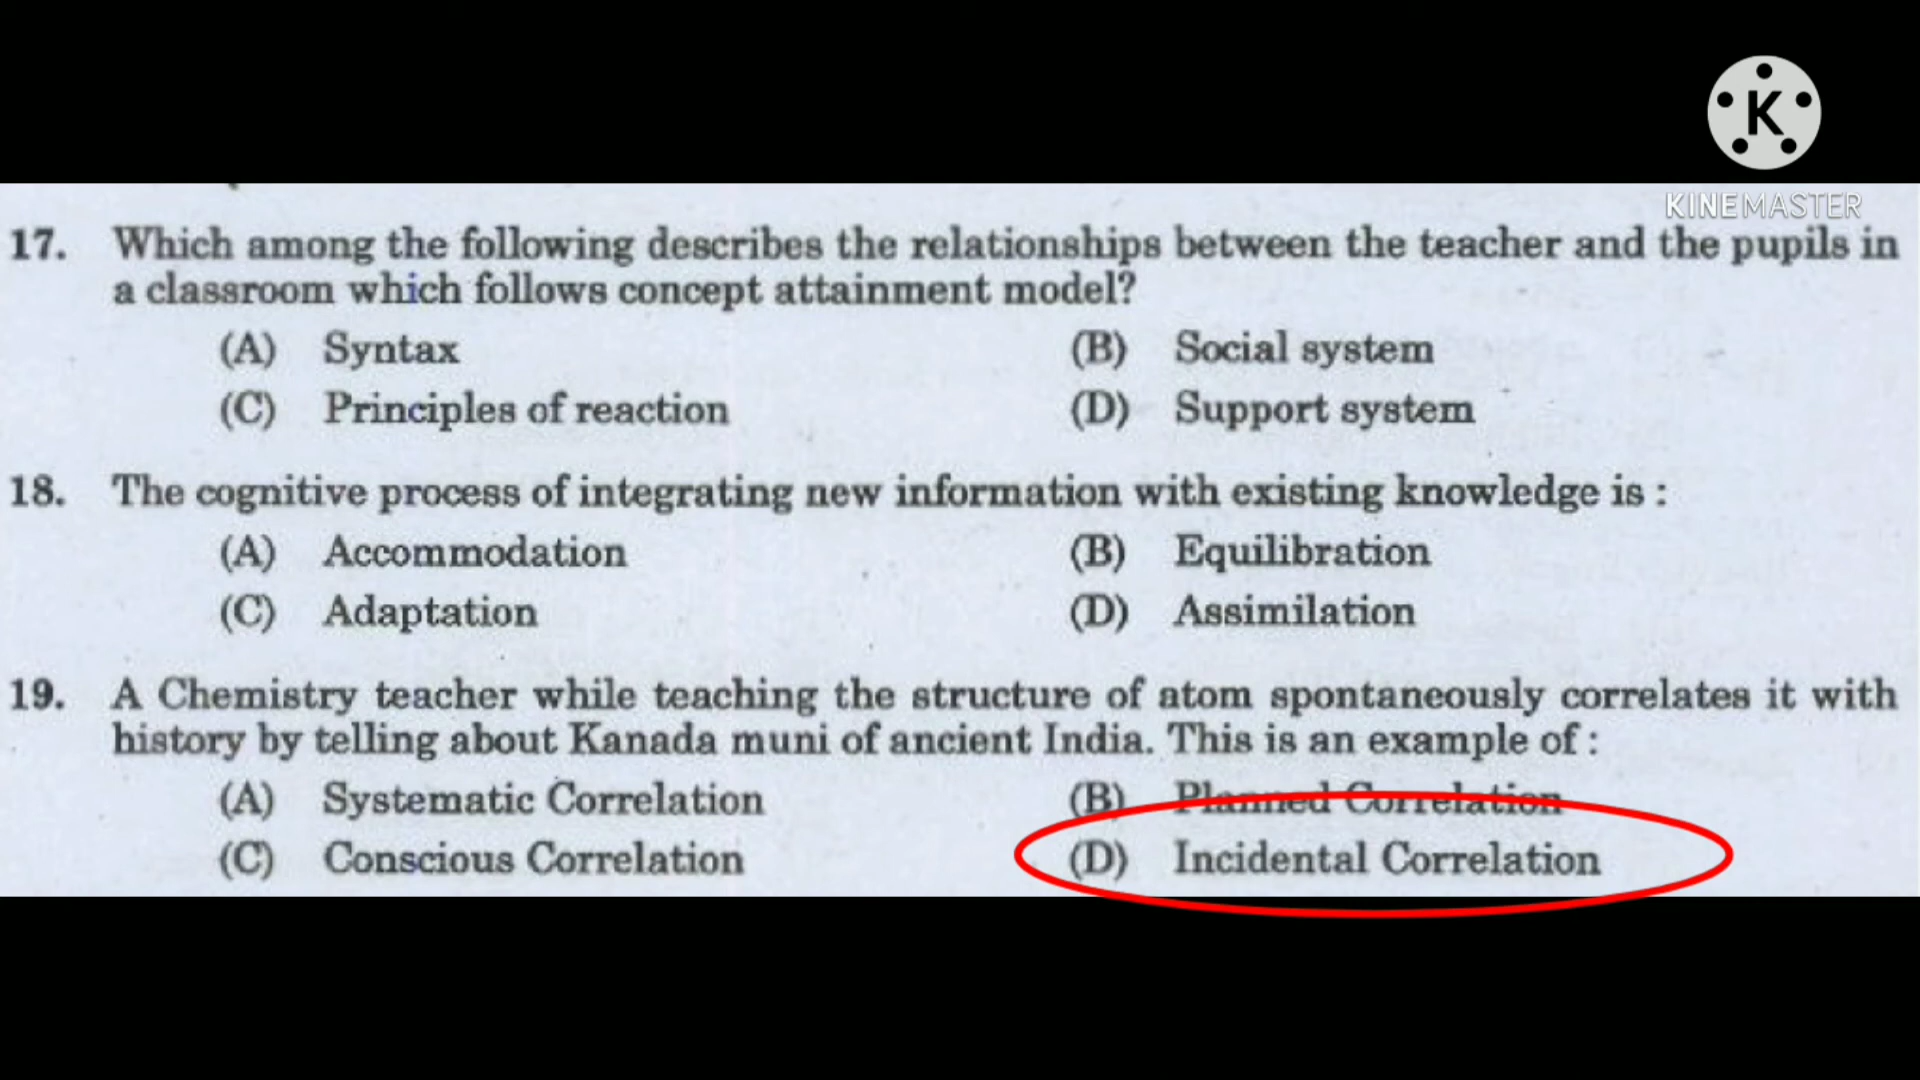 K
KINEMASTER
17. Which among the following describes the relationships between the teacher and the pupils in
a classroom which follows concept attainment model?
(A) Syntax (B) Social system
(C) Principles of reaction (D) Support system
18. The cognitive process of integrating new information with existing knowledge is :
(A) Accommodation (B) Equilibration
(C) Adaptation (D) Assimilation
19. A Chemistry teacher while teaching the structure of atom spontaneously correlates it with
history by telling about Kanada muni of ancient India. This is an example of :
(A) Systematic Correlation (B) Planned Correlation
(C) Conscious Correlation (D) Incidental Correlation